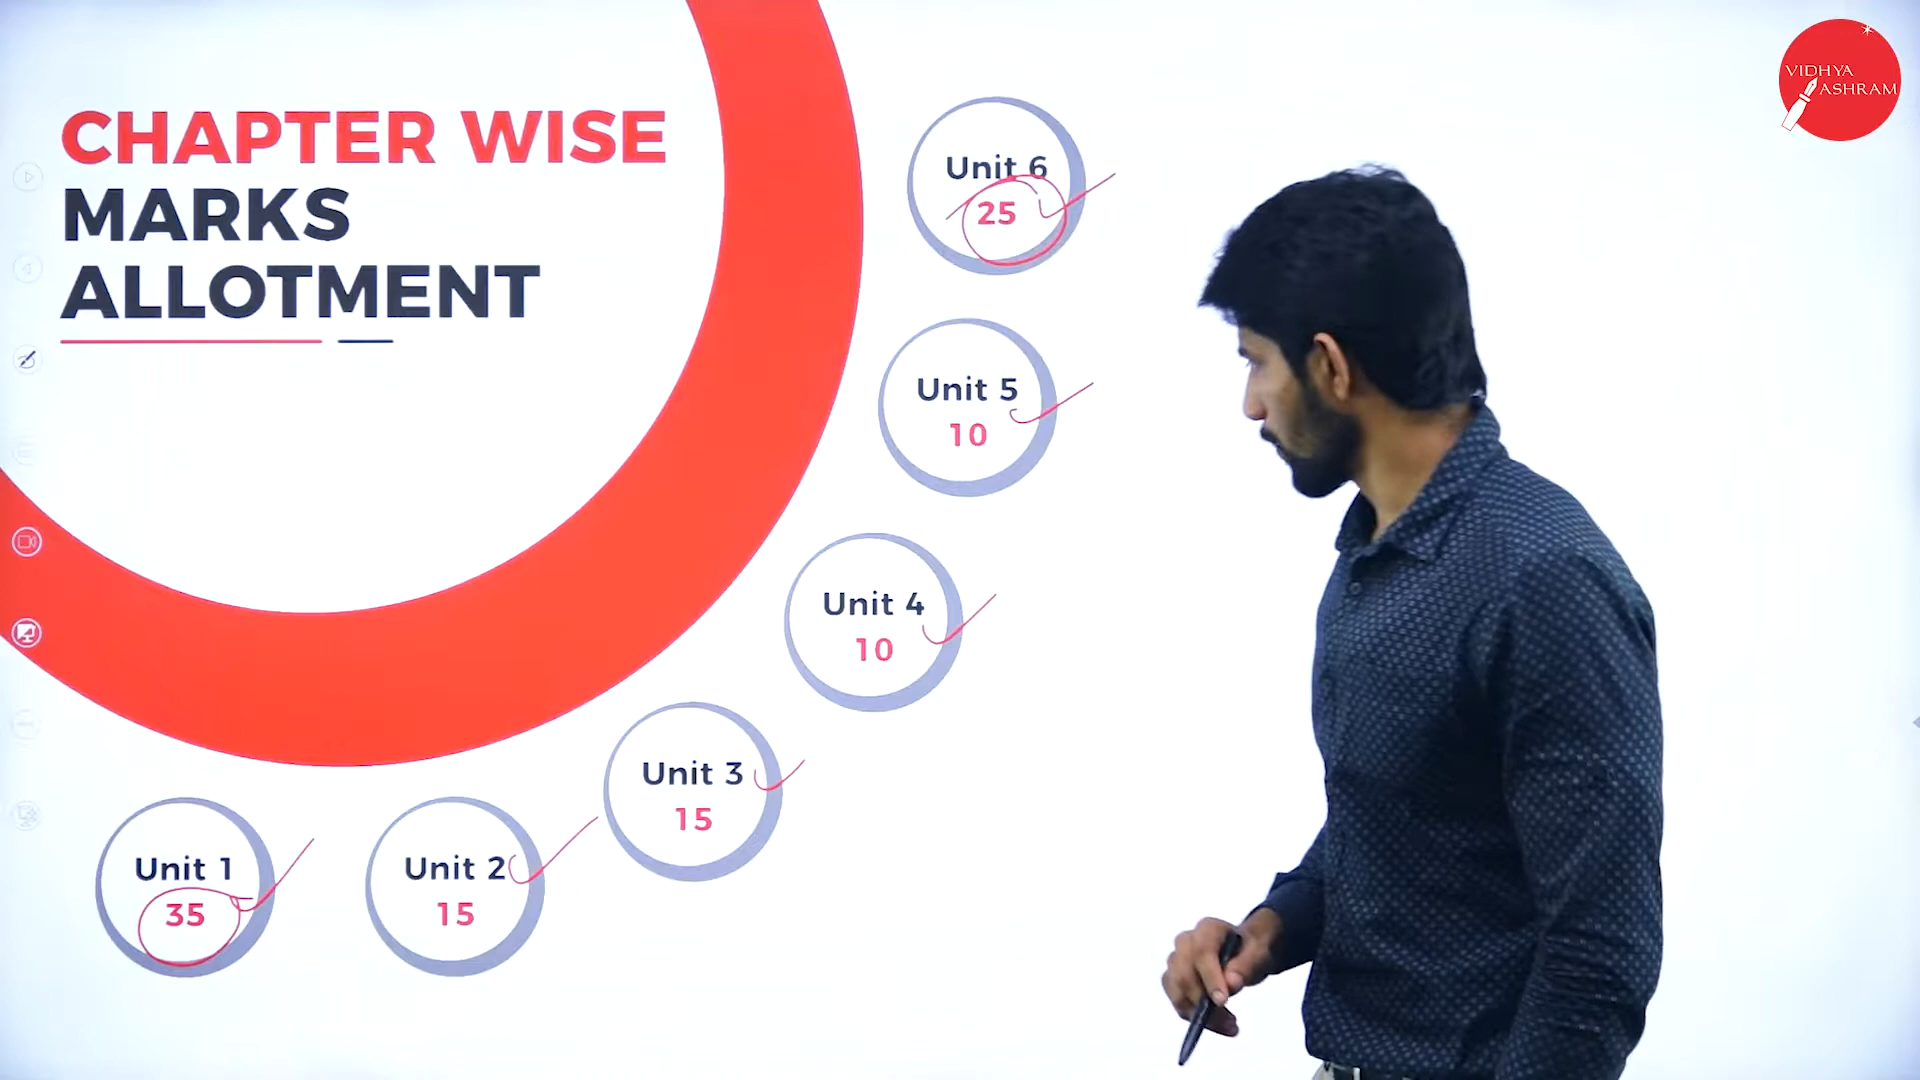 CHAPTER WISE
MARKS
ALLOTMENT
Unit 6
25
Unit 5
10
Unit 4
10
Unit 3
15
Unit 1
35
Unit 2
15
VIDHYA
ASHRAM